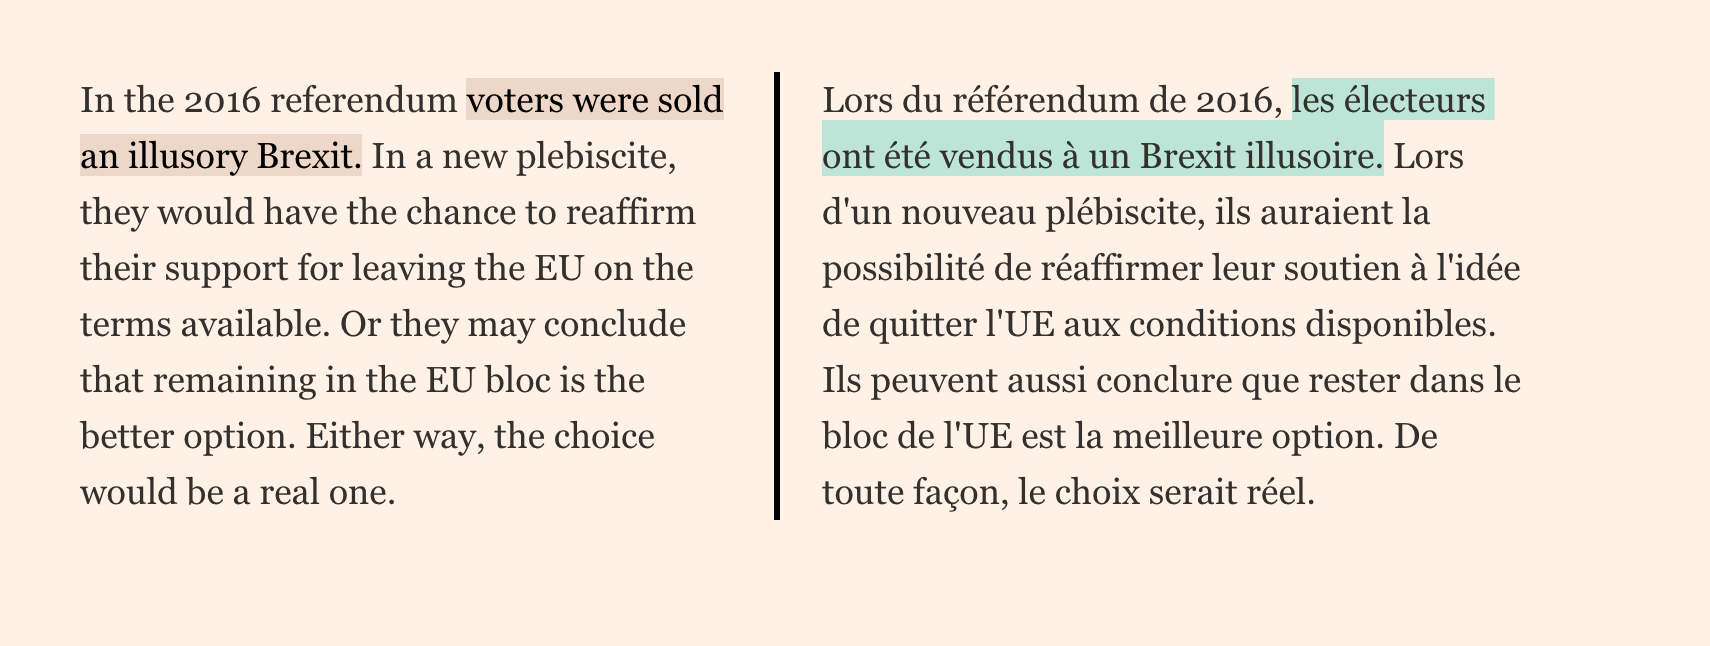 In the 2016 referendum voters were sold
an illusory Brexit. In a new plebiscite,
they would have the chance to reaffirm
their support for leaving the EU on the
terms available. Or they may conclude
that remaining in the EU bloc is the
better option. Either way, the choice
would be a real one.
Lors du référendum de 2016, les électeurs
ont été vendus à un Brexit illusoire. Lors
d'un nouveau plébiscite, ils auraient la
possibilité de réaffirmer leur soutien à l'idée
de quitter l'UE aux conditions disponibles.
Ils peuvent aussi conclure que rester dans le
bloc de l'UE est la meilleure option. De
toute façon, le choix serait réel.